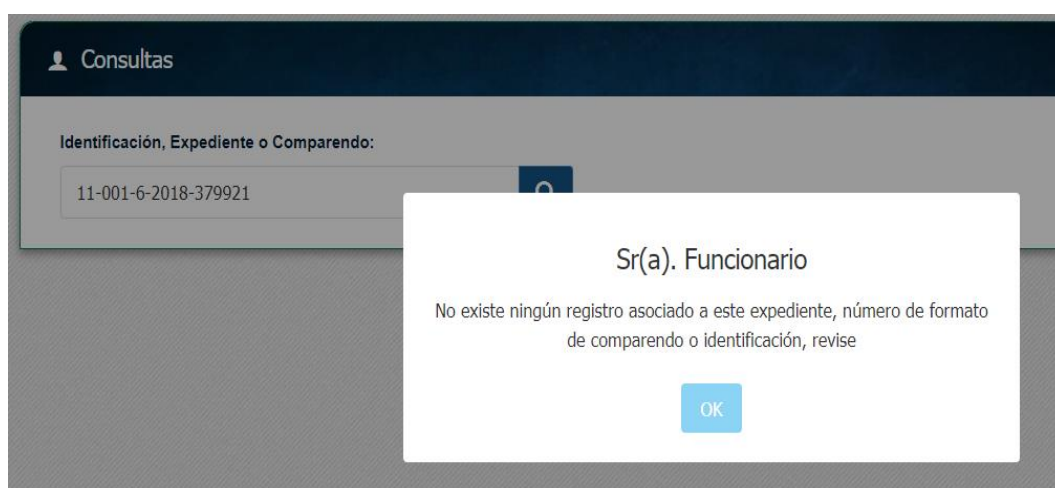 Consultas
Identificación, Expediente o Comparendo:
11-001-6-2018-379921
Sr(a). Funcionario
No existe ningún registro asociado a este expediente, número de formato
de comparendo o identificación, revise
OK